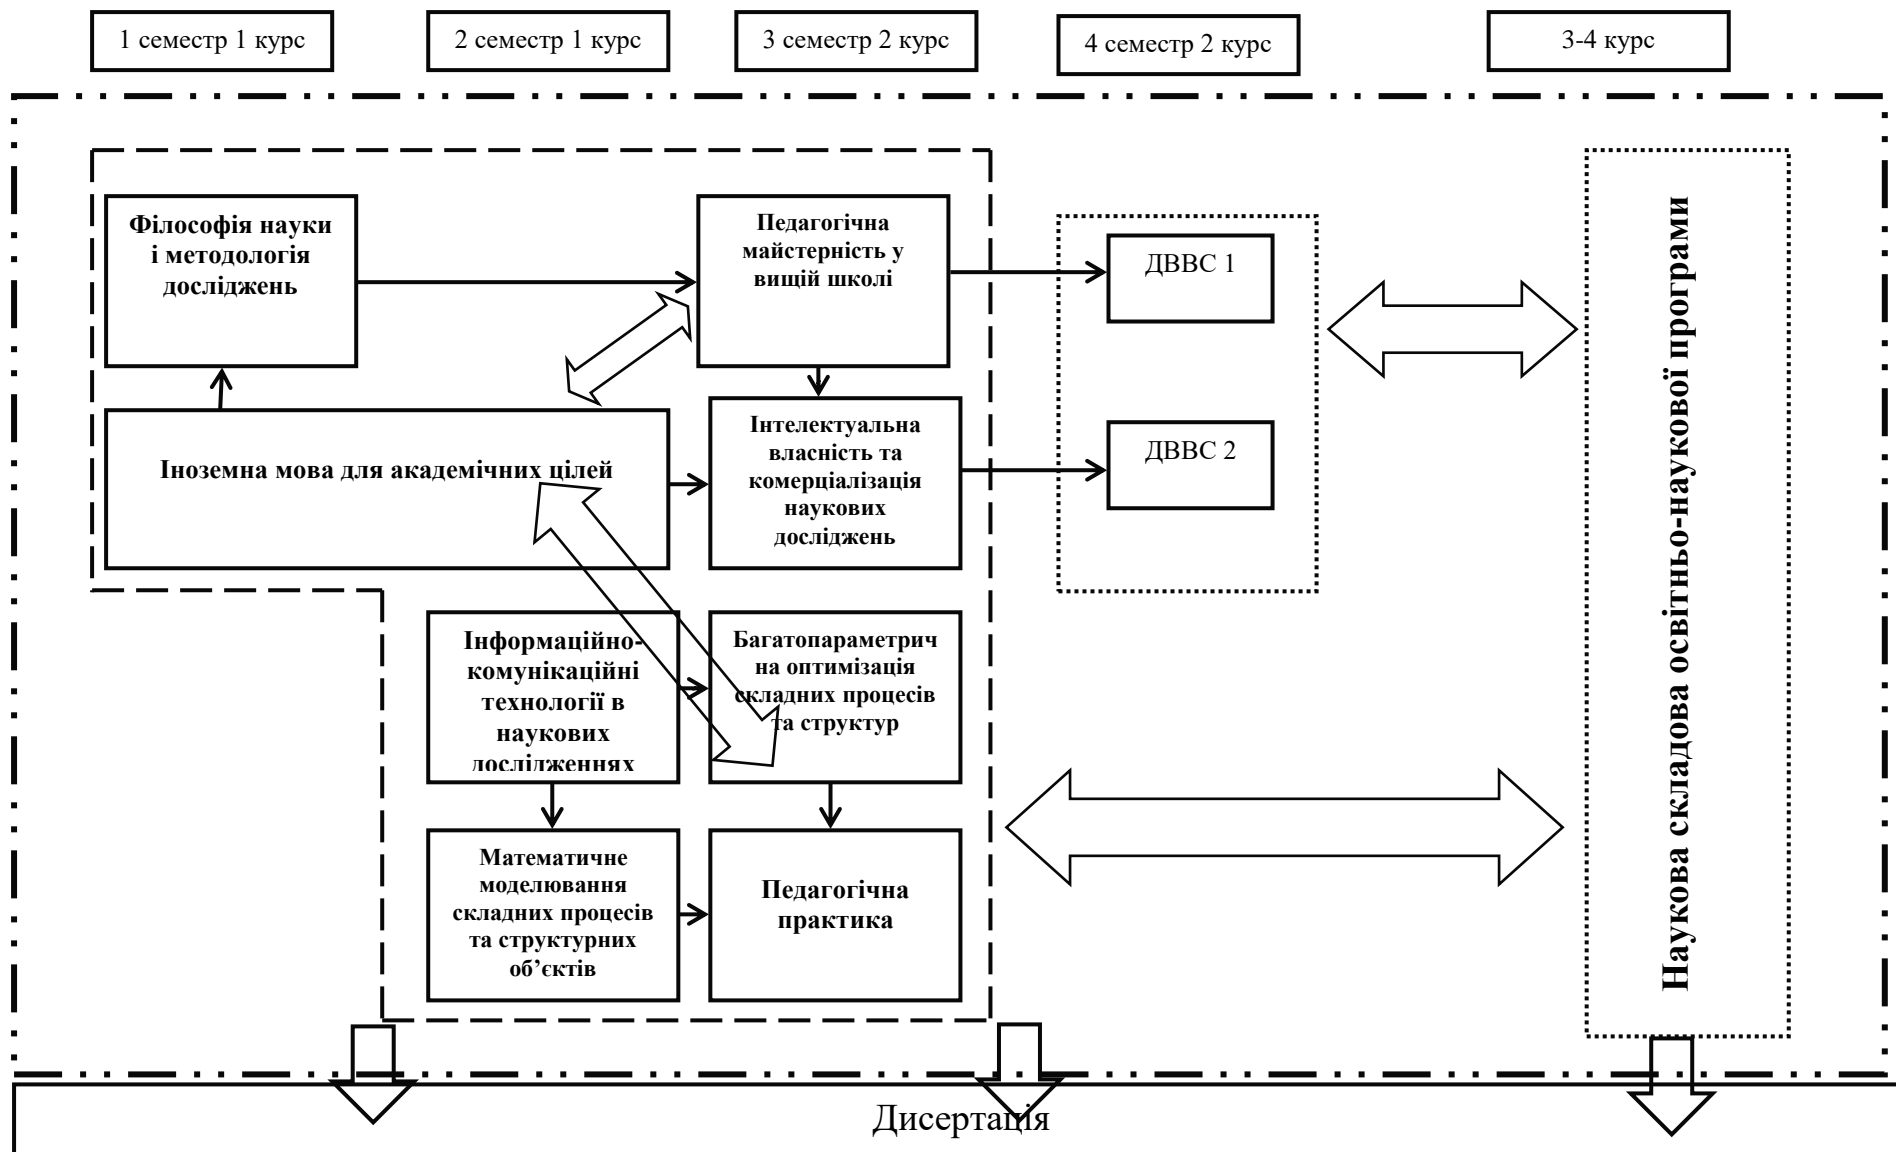 1 семестр 1 курс
2 семестр 1 курс
3 семестр 2 курс
4 семестр 2 курс
3-4 курс
Філософія науки
і методологія
досліджень
Педагогічна
майстерність у
вищій школі
ДВВС 1
Іноземна мова для академічних цілей
Інтелектуальна
власність та
комерціалізація
наукових
досліджень
ДВВС 2
Інформаційно-
комунікаційні
технології в
наукових
дослідженнях
Багатопараметрич
на оптимізація
складних процесів
та структур
Математичне
моделювання
складних процесів
та структурних
об’єктів
Педагогічна
практика
Наукова складова освітньо-наукової програми
Дисертація